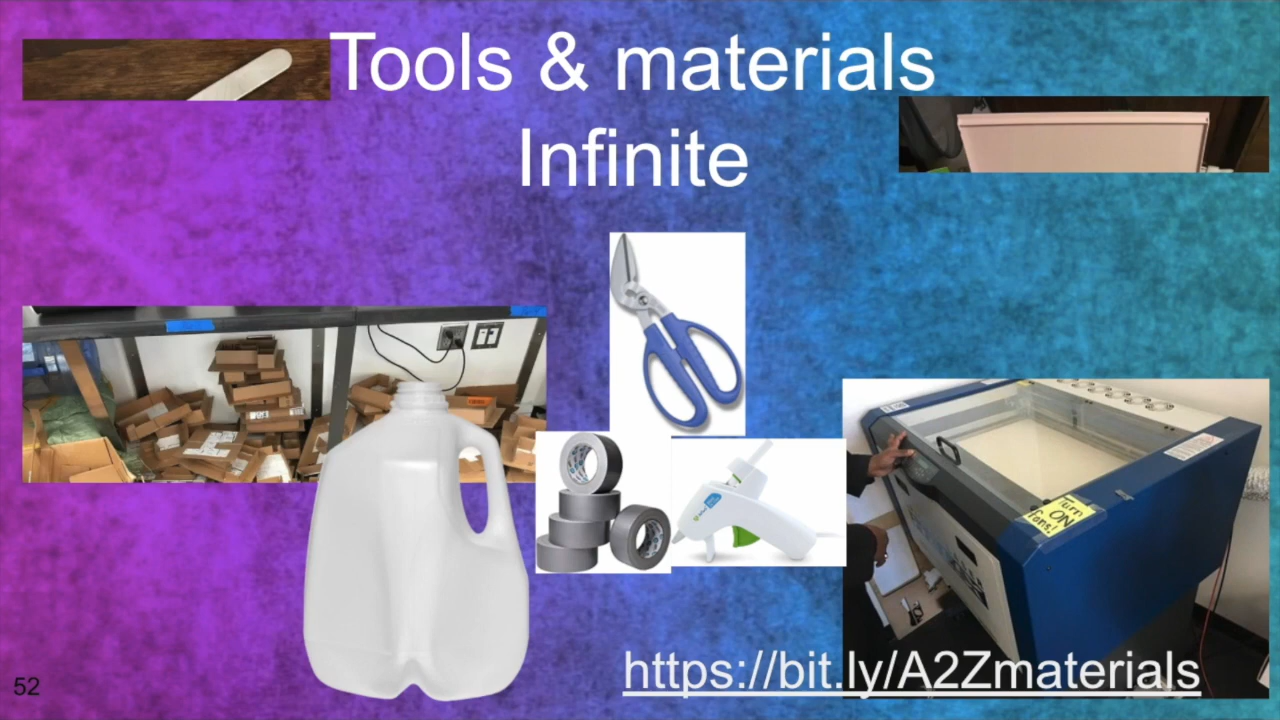 Tools & materials
Infinite
Turn
ON
fans!
https://bit.ly/A2Zmaterials
52